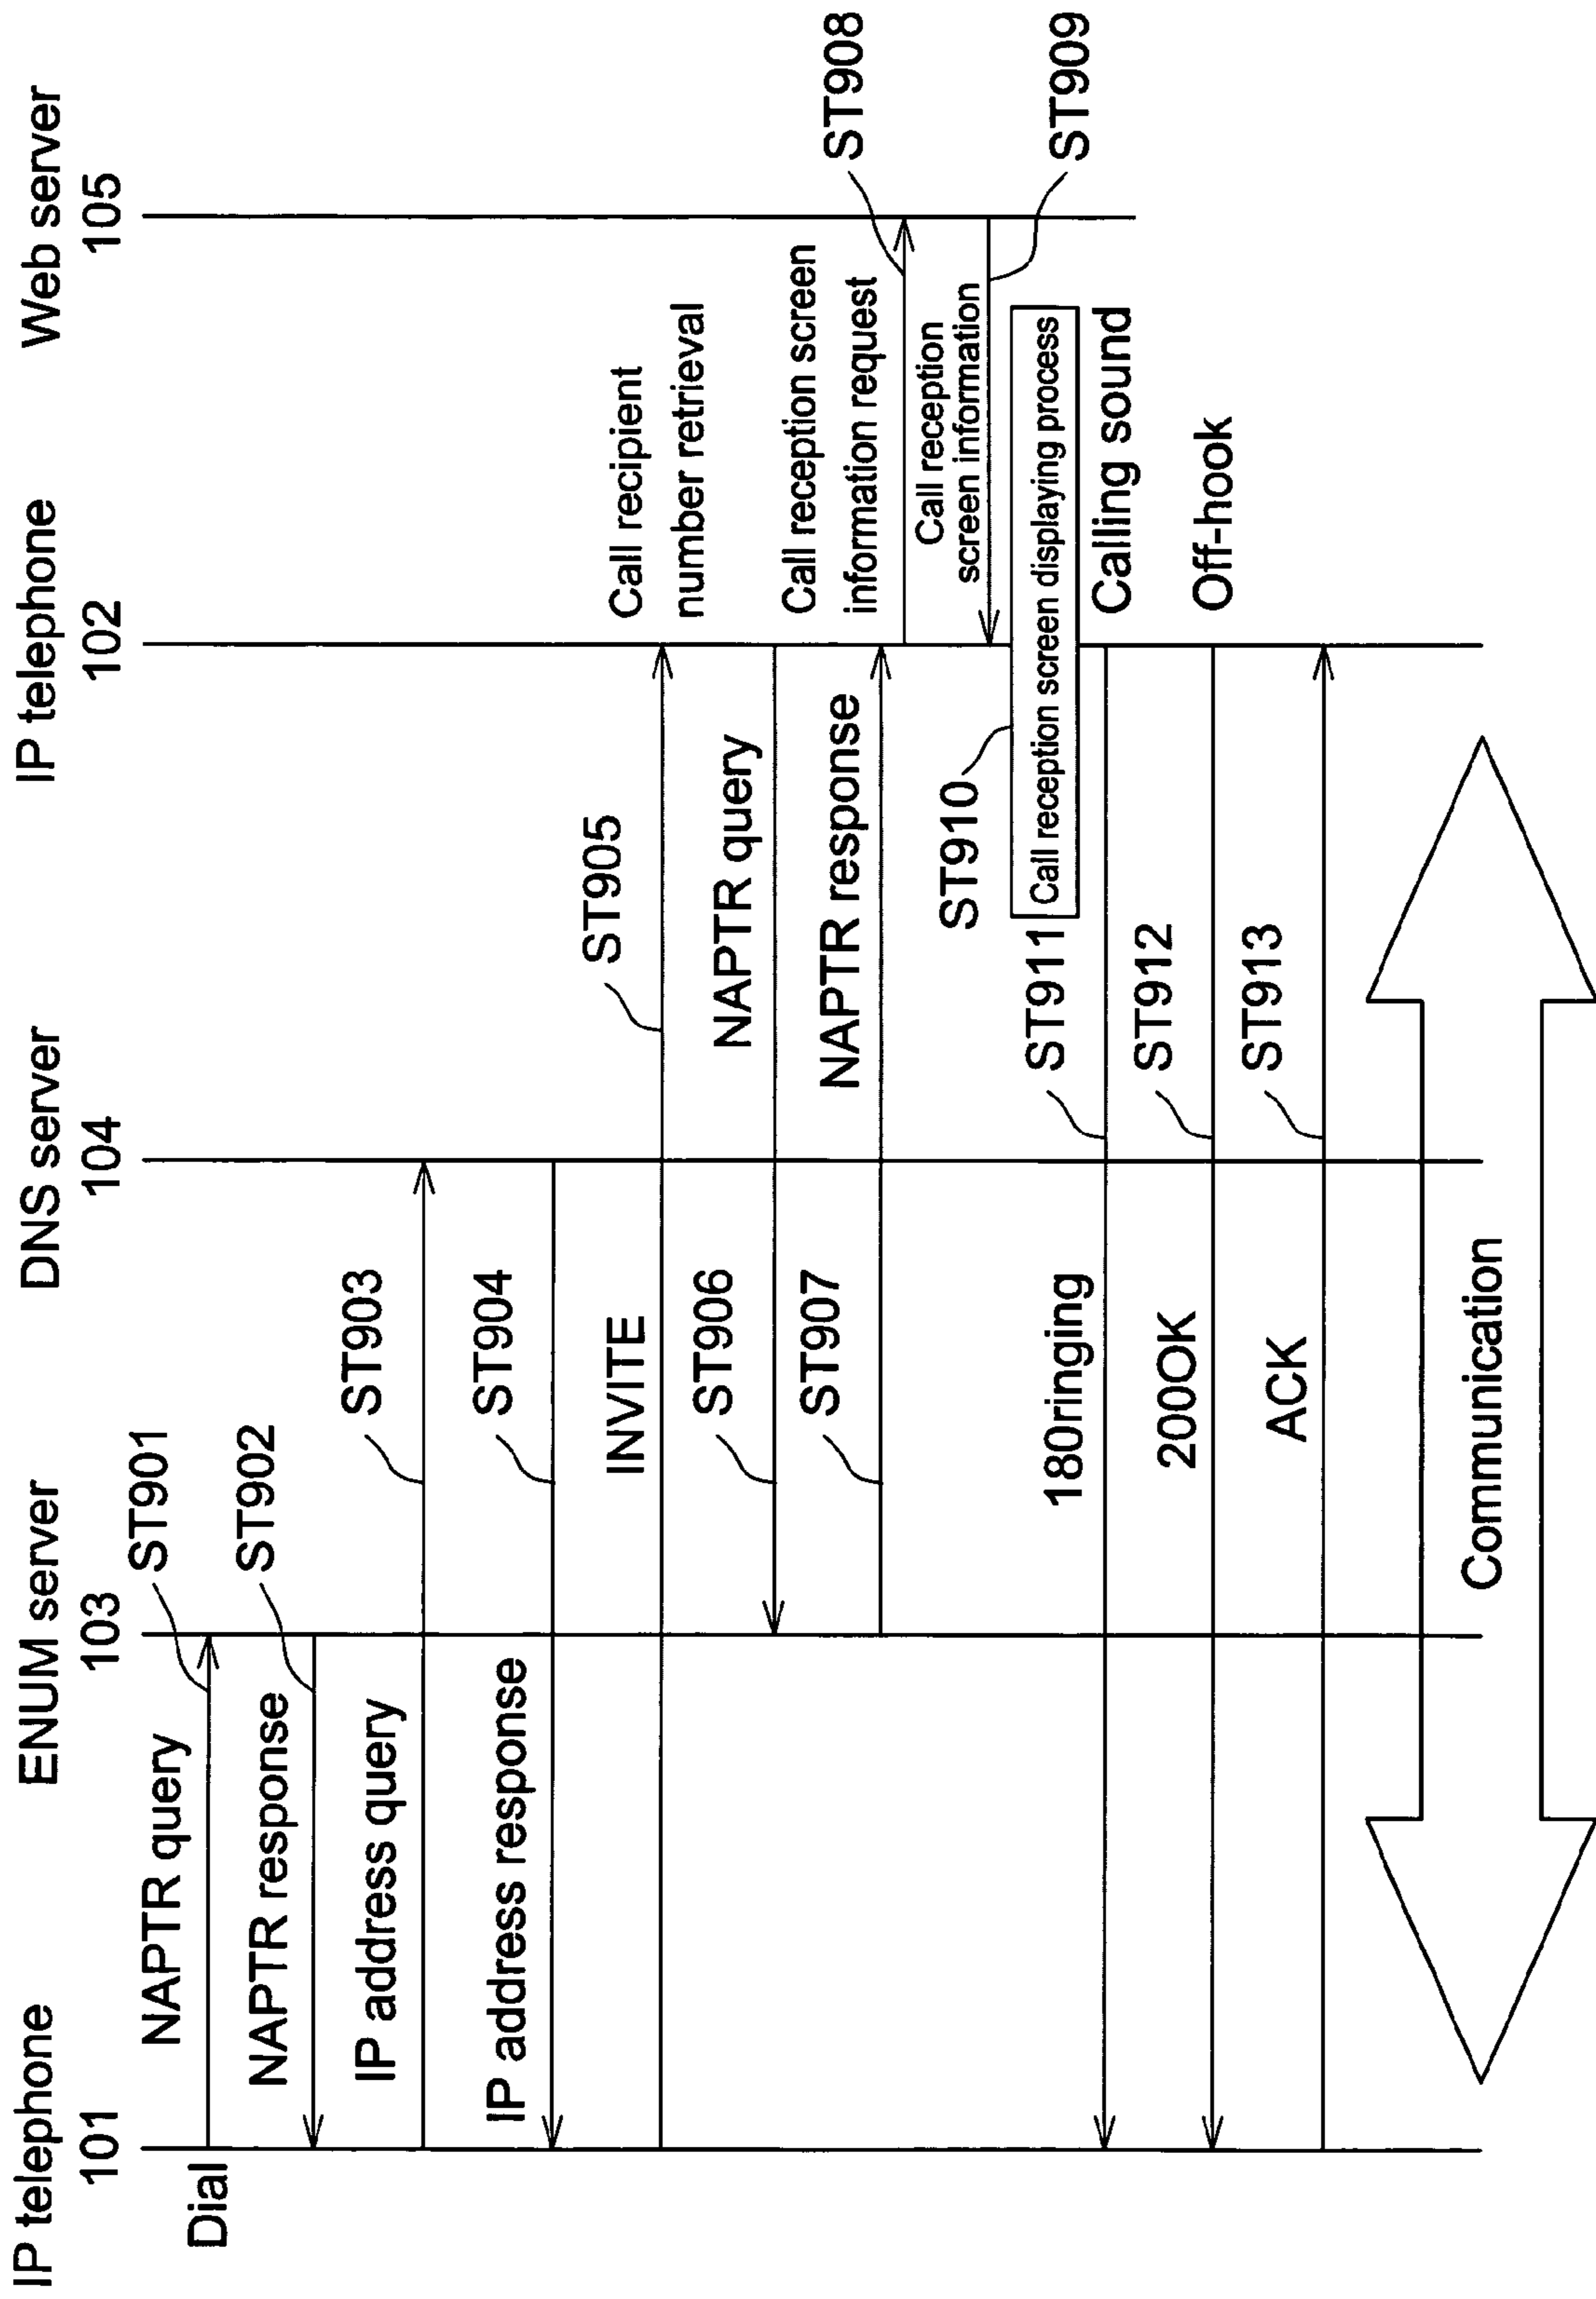 IP telephone
101
ENUM server
103
DNS server
104
IP telephone
102
Web server
105
Dial
NAPTR query
ST901
NAPTR response
ST902
IP address query
ST903
IP address response
ST904
INVITE
ST905
Call recipient
number retrieval
ST906
NAPTR query
ST907
NAPTR response
Call reception screen
information request
ST908
Call reception
screen information
ST909
ST910
Call reception screen displaying process
180ringing
ST911
Calling sound
200OK
ST912
Off-hook
ACK
ST913
Communication